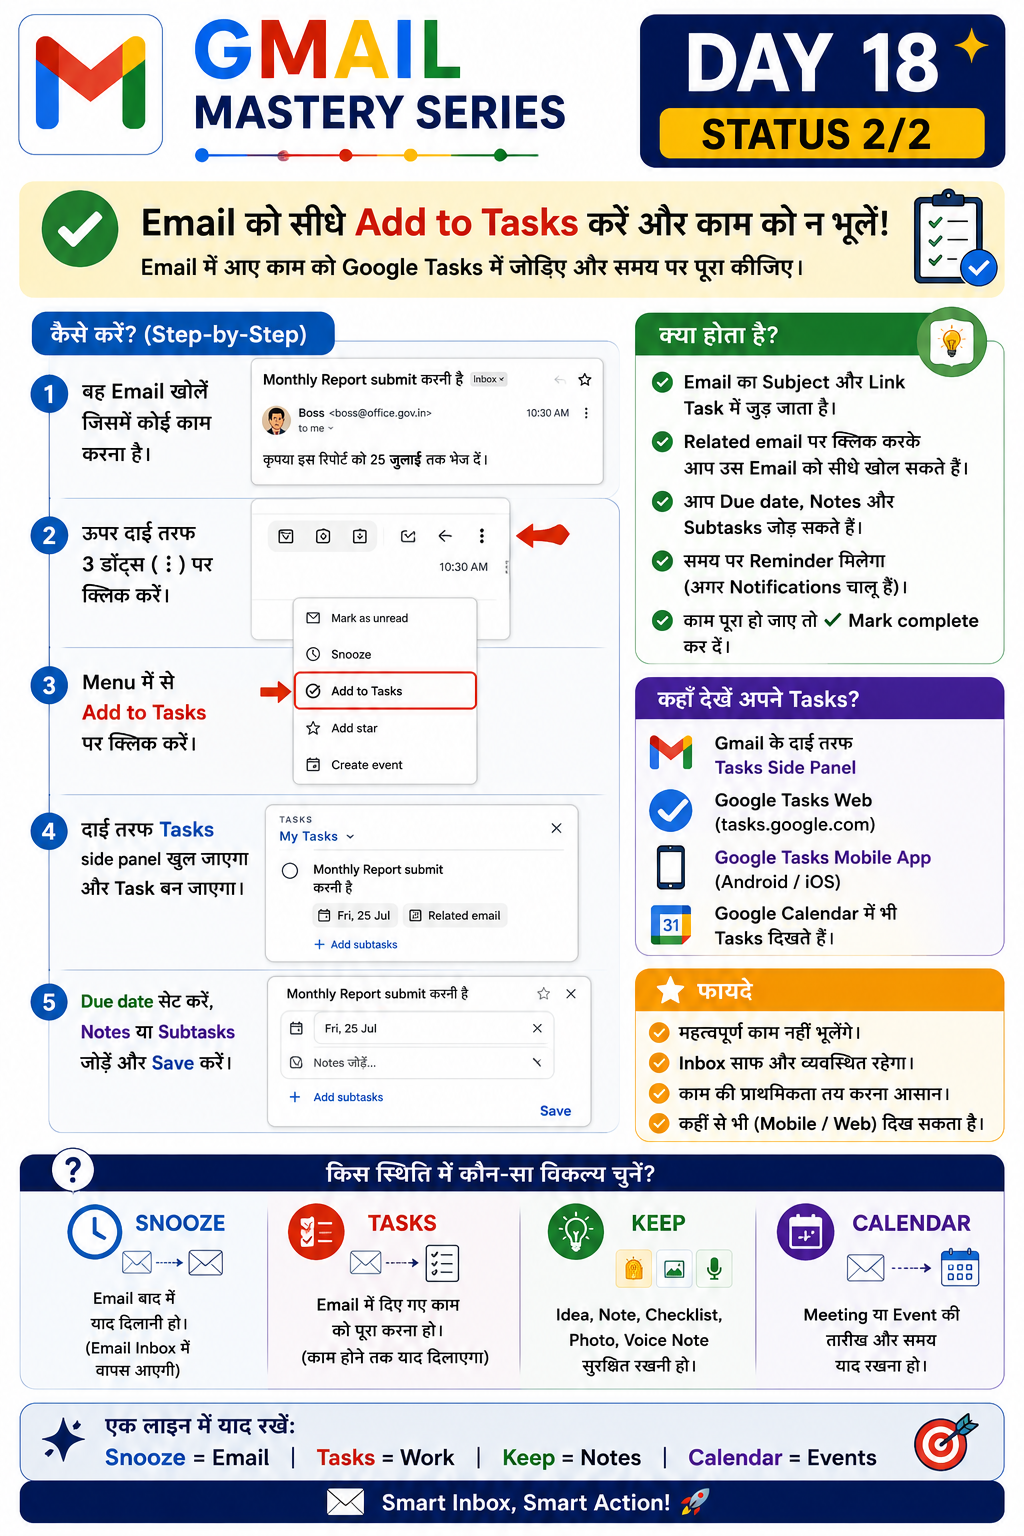 GMAIL
MASTERY SERIES
DAY 18
STATUS 2/2
Email को सीधे Add to Tasks करें और काम को न भूलें!
Email में आए काम को Google Tasks में जोड़िए और समय पर पूरा कीजिए।
कैसे करें? (Step-by-Step)
1
वह Email खोलें
जिसमें कोई काम
करना है।
Monthly Report submit करनी है Inbox
Boss <boss@office.gov.in> 10:30 AM
to me
कृपया इस रिपोर्ट को 25 जुलाई तक भेज दें।
2
ऊपर दाईं तरफ
3 डॉट्स ( ⋮ ) पर
क्लिक करें।
10:30 AM
Mark as unread
Snooze
Add to Tasks
Add star
Create event
3
Menu में से
Add to Tasks
पर क्लिक करें।
4
दाईं तरफ Tasks
side panel खुल जाएगा
और Task बन जाएगा।
TASKS
My Tasks
Monthly Report submit
करनी है
Fri, 25 Jul Related email
+ Add subtasks
5
Due date सेट करें,
Notes या Subtasks
जोड़ें और Save करें।
Monthly Report submit करनी है
Fri, 25 Jul
Notes जोड़ें...
+ Add subtasks
Save
क्या होता है?
Email का Subject और Link
Task में जुड़ जाता है।
Related email पर क्लिक करके
आप उस Email को सीधे खोल सकते हैं।
आप Due date, Notes और
Subtasks जोड़ सकते हैं।
समय पर Reminder मिलेगा
(अगर Notifications चालू हैं)।
काम पूरा हो जाए तो ✓ Mark complete
कर दें।
कहाँ देखें अपने Tasks?
Gmail के दाईं तरफ
Tasks Side Panel
Google Tasks Web
(tasks.google.com)
Google Tasks Mobile App
(Android / iOS)
31
Google Calendar में भी
Tasks दिखते हैं।
फायदे
महत्वपूर्ण काम नहीं भूलेंगे।
Inbox साफ और व्यवस्थित रहेगा।
काम की प्राथमिकता तय करना आसान।
कहीं से भी (Mobile / Web) दिख सकता है।
?
किस स्थिति में कौन-सा विकल्प चुनें?
SNOOZE
Email बाद में
याद दिलानी हो।
(Email Inbox में
वापस आएगी)
TASKS
Email में दिए गए काम
को पूरा करना हो।
(काम होने तक याद दिलाएगा)
KEEP
Idea, Note, Checklist,
Photo, Voice Note
सुरक्षित रखनी हो।
CALENDAR
Meeting या Event की
तारीख और समय
याद रखना हो।
एक लाइन में याद रखें:
Snooze = Email | Tasks = Work | Keep = Notes | Calendar = Events
Smart Inbox, Smart Action!